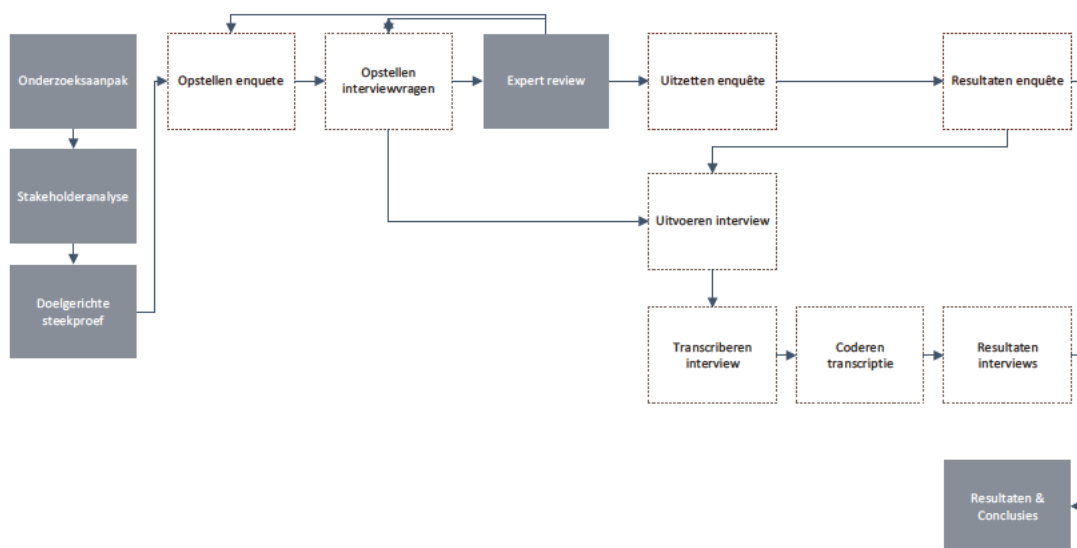 Onderzoeksaanpak
Opstellen enquete
Opstellen
interviewvragen
Expert review
Uitzetten enquête
Resultaten enquête
Stakeholderanalyse
Uitvoeren interview
Doelgerichte
steekproef
Transcriberen
interview
Coderen
transcriptie
Resultaten
interviews
Resultaten &
Conclusies